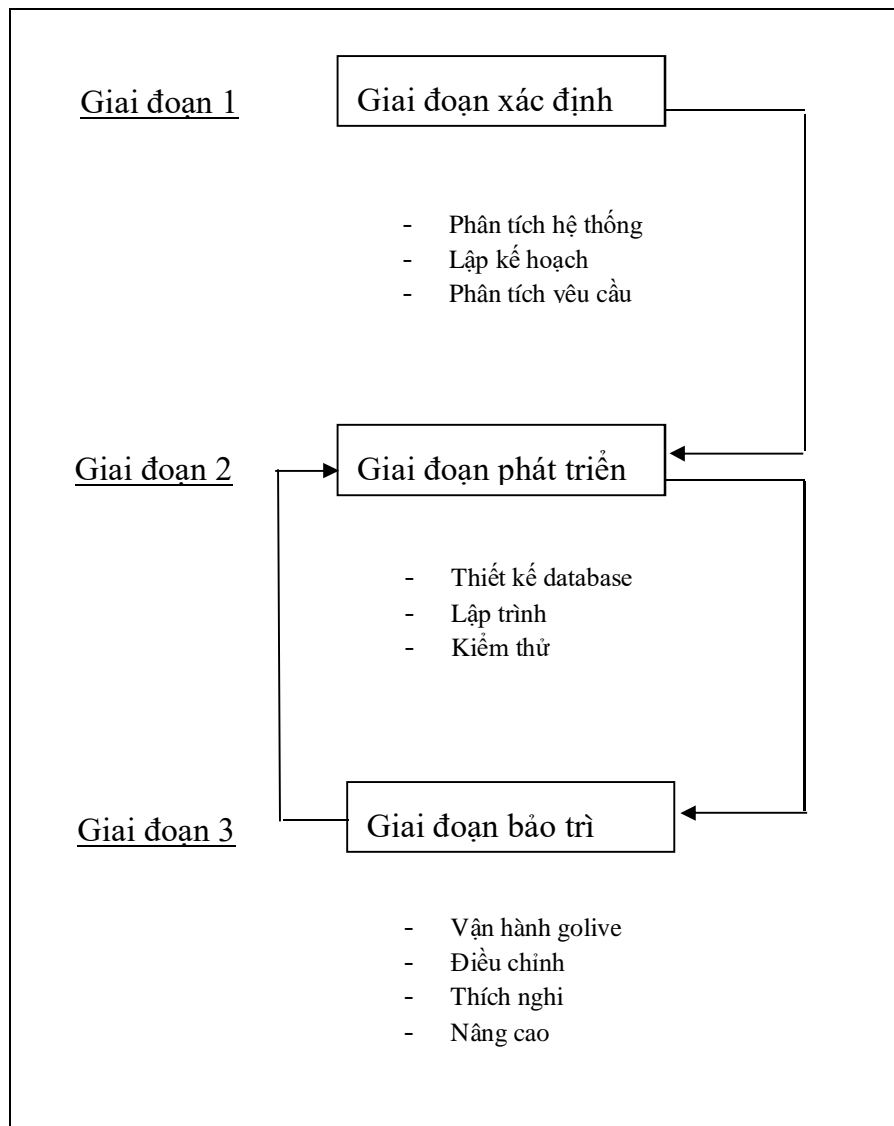 Giai đoạn 1
Giai đoạn xác định
- Phân tích hệ thống
- Lập kế hoạch
- Phân tích yêu cầu
Giai đoạn 2
Giai đoạn phát triển
- Thiết kế database
- Lập trình
- Kiểm thử
Giai đoạn 3
Giai đoạn bảo trì
- Vận hành golive
- Điều chỉnh
- Thích nghi
- Nâng cao